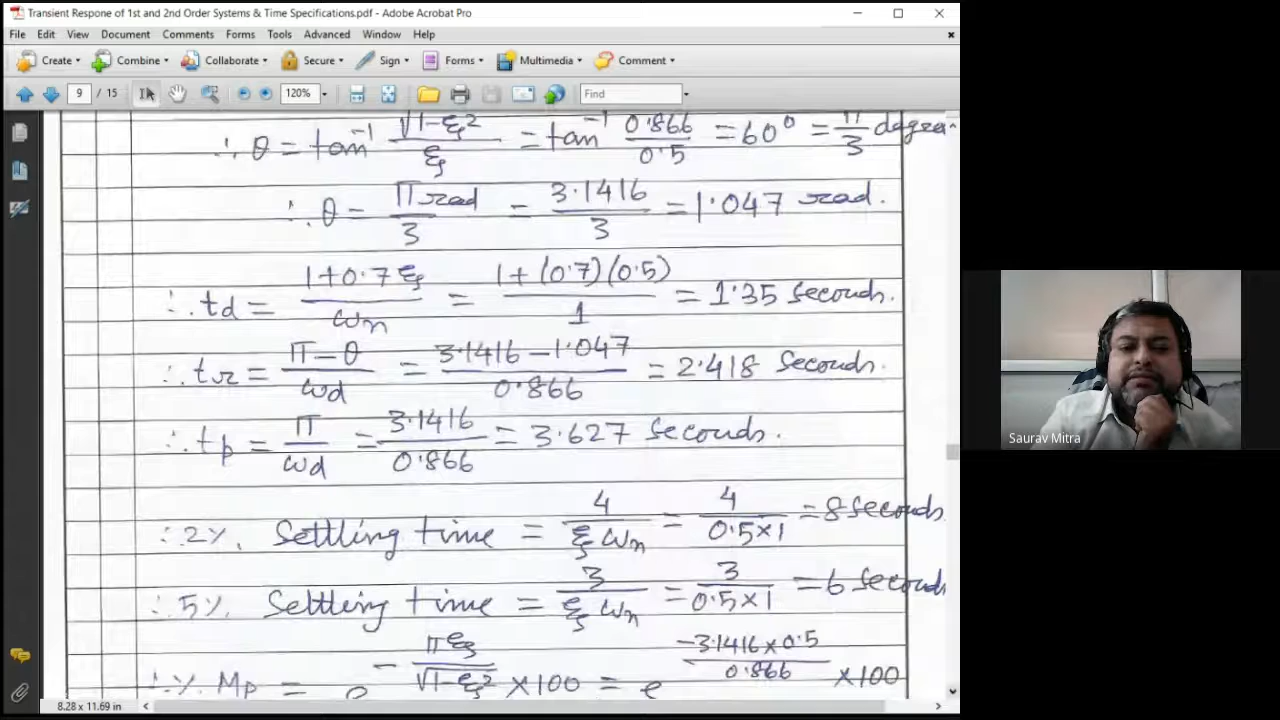 Transient Respone of 1st and 2nd Order Systems & Time Specifications.pdf - Adobe Acrobat Pro
File Edit View Document Comments Forms Tools Advanced Window Help
Create Combine Collaborate Secure Sign Forms Multimedia Comment
9 / 15 120% Find
∴ θ = tan⁻¹ √1-ξ²/ξ = tan⁻¹ 0.866/0.5 = 60° = π/3
∴ θ = π rad/3 = 3.1416/3 = 1.047 rad.
∴ td = 1+0.7ξ/ωn = 1+(0.7)(0.5)/1 = 1.35 seconds.
∴ tr = π-θ/ωd = 3.1416-1.047/0.866 = 2.418 seconds.
∴ tp = π/ωd = 3.1416/0.866 = 3.627 seconds.
∴ 2%. Settling time = 4/ξωn = 4/0.5×1 = 8 seconds.
∴ 5%. Settling time = 3/ξωn = 3/0.5×1 = 6 seconds
∴ %. Mp = e^-πξ/√1-ξ² ×100 = e^-3.1416×0.5/0.866 ×100
8.28 x 11.69 in
Saurav Mitra